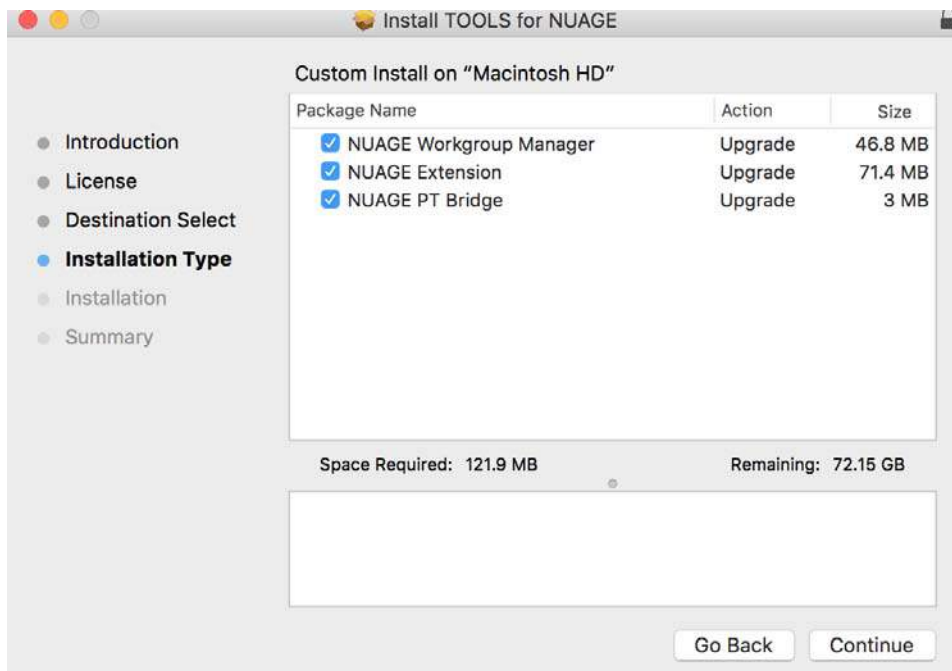 Install TOOLS for NUAGE
Introduction
License
Destination Select
Installation Type
Installation
Summary
Custom Install on “Macintosh HD”
Package Name Action Size
NUAGE Workgroup Manager Upgrade 46.8 MB
NUAGE Extension Upgrade 71.4 MB
NUAGE PT Bridge Upgrade 3 MB
Space Required: 121.9 MB Remaining: 72.15 GB
Go Back Continue